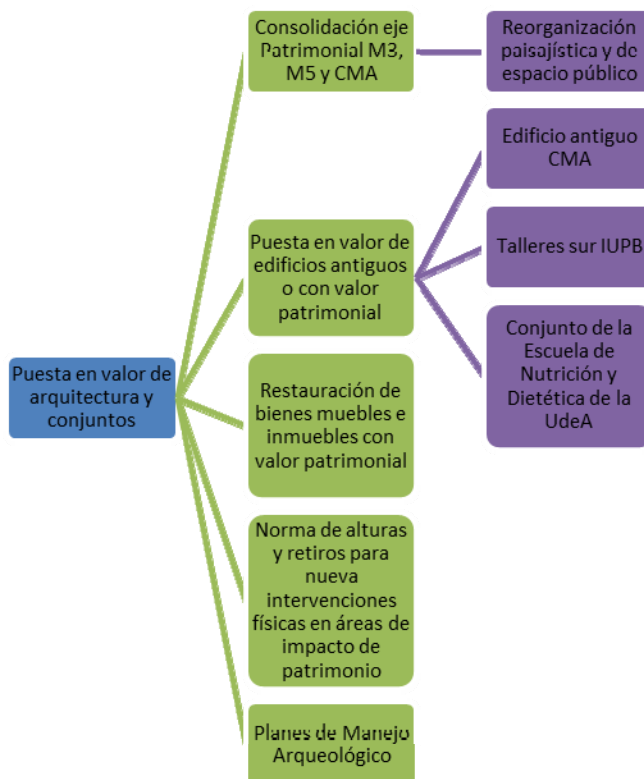 Puesta en valor de
arquitectura y
conjuntos
Consolidación eje
Patrimonial M3,
M5 y CMA
Reorganización
paisajística y de
espacio público
Puesta en valor de
edificios antiguos
o con valor
patrimonial
Edificio antiguo
CMA
Talleres sur IUPB
Conjunto de la
Escuela de
Nutrición y
Dietética de la
UdeA
Restauración de
bienes muebles e
inmuebles con
valor patrimonial
Norma de alturas
y retiros para
nueva
intervenciones
físicas en áreas de
impacto de
patrimonio
Planes de Manejo
Arqueológico